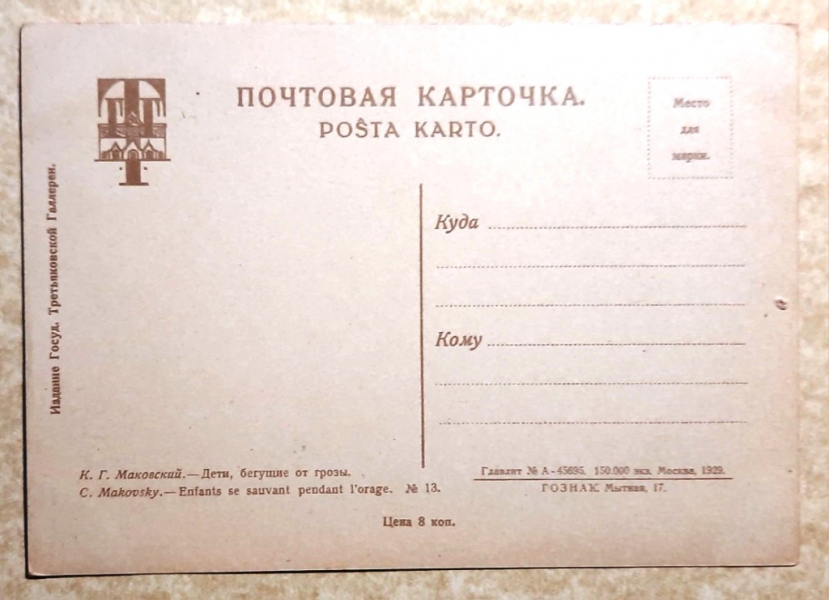 ПОЧТОВАЯ КАРТОЧКА.
POŜTA KARTO.
Место
для
марки.
Издание Госуд. Третьяковской Галлереи.
Куда
Кому
К. Г. Маковский.—Дети, бегущие от грозы.
C. Makovsky.—Enfants se sauvant pendant l'orage. № 13.
Главлит № А-45695. 150.000 экз. Москва, 1929.
ГОЗНАК. Мытная, 17.
Цена 8 коп.